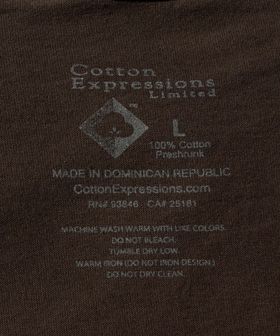 Cotton
Expressions
Limited
TM
L
100% Cotton
Preshrunk
MADE IN DOMINICAN REPUBLIC
CottonExpressions.com
RN# 93846 CA# 25181
MACHINE WASH WARM WITH LIKE COLORS.
DO NOT BLEACH.
TUMBLE DRY LOW.
WARM IRON (DO NOT IRON DESIGN.)
DO NOT DRY CLEAN.